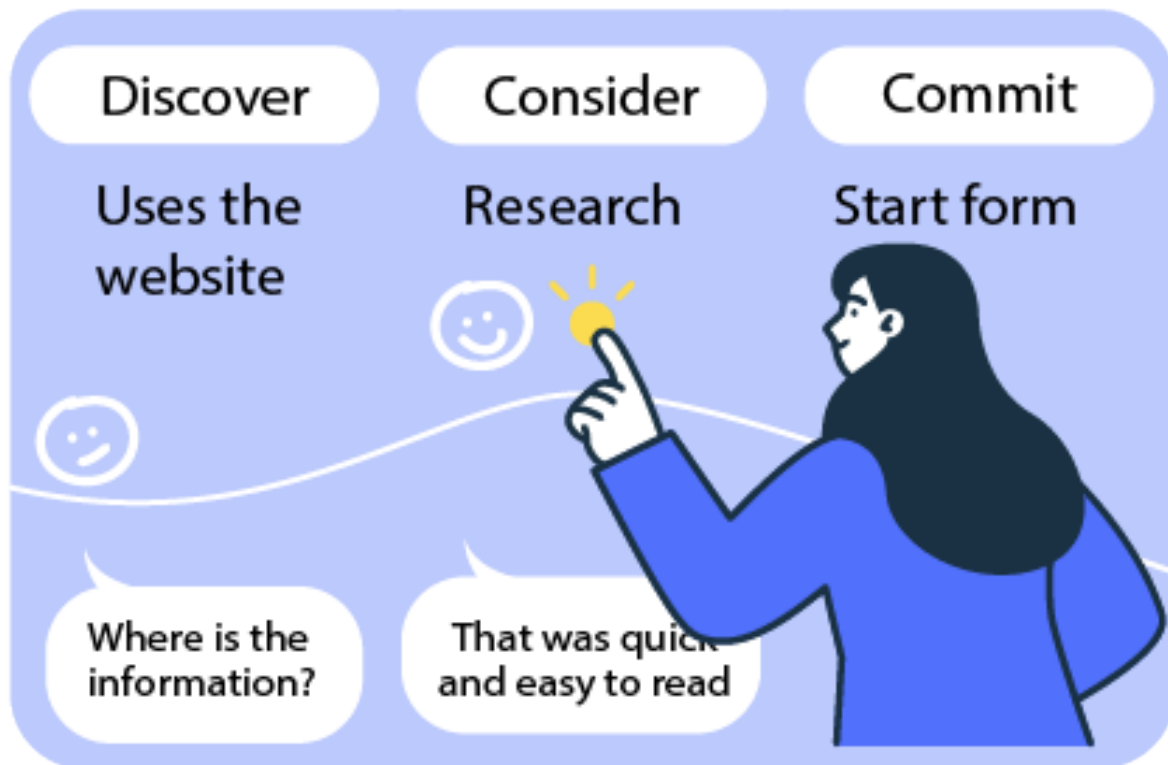 Discover
Consider
Commit
Uses the
website
Research
Start form
Where is the
information?
That was quick
and easy to read